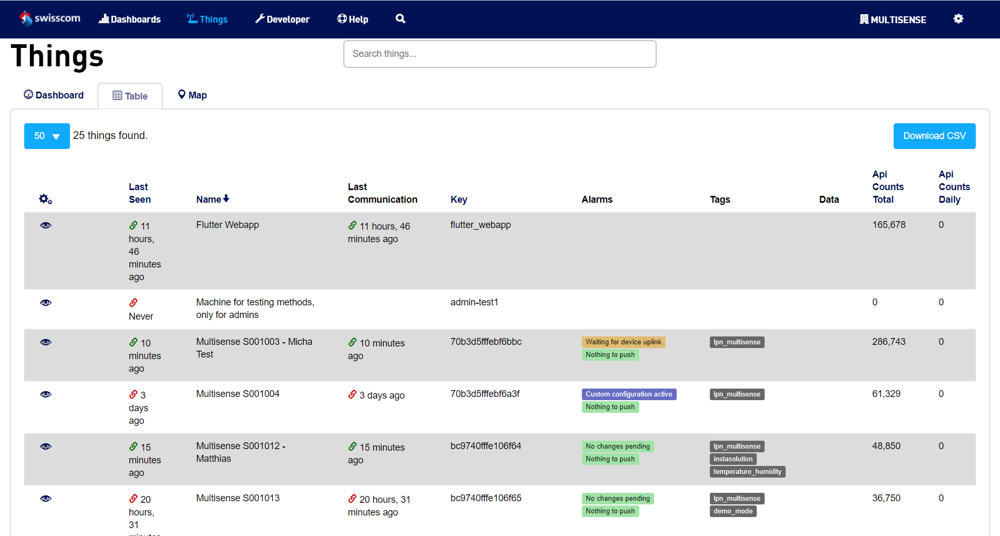 swisscom Dashboards Things Developer Help MULTISENSE
Things
Search things...
Dashboard Table Map
50 25 things found. Download CSV
Last Seen Name Last Communication Key Alarms Tags Data Api Counts Total Api Counts Daily
11 hours, 46 minutes ago Flutter Webapp 11 hours, 46 minutes ago flutter_webapp 165,678 0
Never Machine for testing methods, only for admins admin-test1 0 0
10 minutes ago Multisense S001003 - Micha Test 10 minutes ago 70b3d5fffebf6bbc Waiting for device uplink Nothing to push lpn_multisense 286,743 0
3 days ago Multisense S001004 3 days ago 70b3d5fffebf6a3f Custom configuration active Nothing to push lpn_multisense 61,329 0
15 minutes ago Multisense S001012 - Matthias 15 minutes ago bc9740fffe106f64 No changes pending Nothing to push lpn_multisense instasolution temperature_humidity 48,850 0
20 hours, 31 Multisense S001013 20 hours, 31 minutes ago bc9740fffe106f65 No changes pending Nothing to push lpn_multisense demo_mode 36,750 0